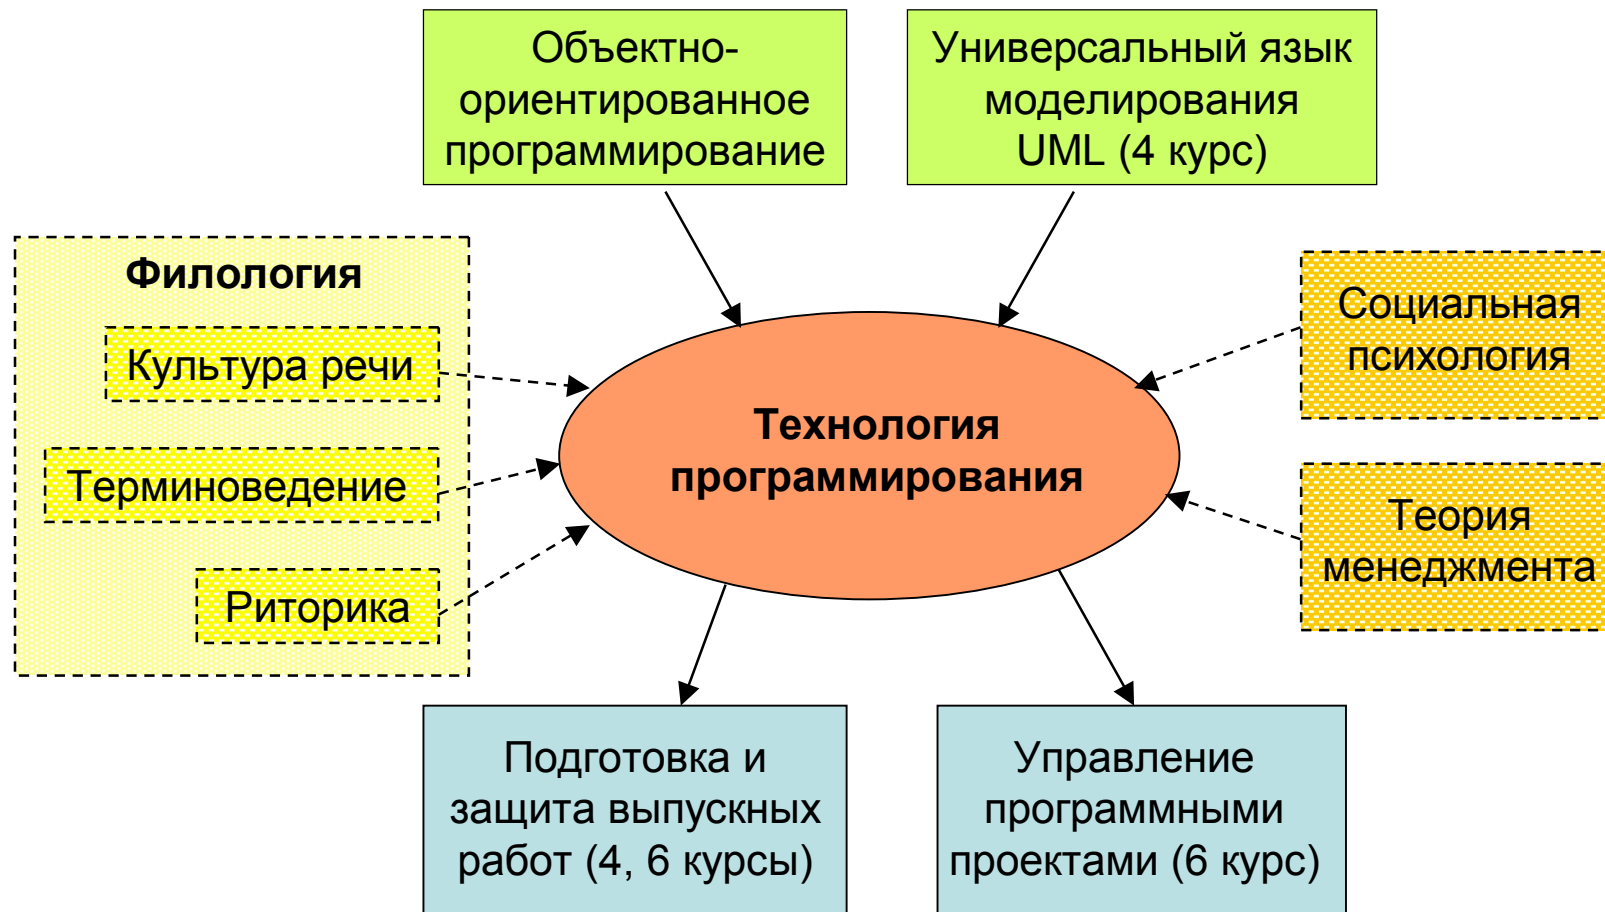 Объектно-
ориентированное
программирование
Универсальный язык
моделирования
UML (4 курс)
Филология
Культура речи
Терминоведение
Риторика
Технология
программирования
Социальная
психология
Теория
менеджмента
Подготовка и
защита выпускных
работ (4, 6 курсы)
Управление
программными
проектами (6 курс)